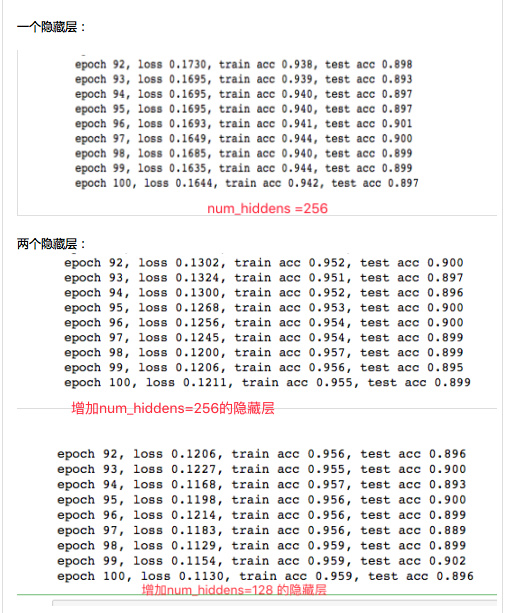 一个隐藏层：
epoch 92, loss 0.1730, train acc 0.938, test acc 0.898
epoch 93, loss 0.1695, train acc 0.939, test acc 0.893
epoch 94, loss 0.1695, train acc 0.940, test acc 0.897
epoch 95, loss 0.1695, train acc 0.940, test acc 0.897
epoch 96, loss 0.1693, train acc 0.941, test acc 0.901
epoch 97, loss 0.1649, train acc 0.944, test acc 0.900
epoch 98, loss 0.1685, train acc 0.940, test acc 0.899
epoch 99, loss 0.1635, train acc 0.944, test acc 0.899
epoch 100, loss 0.1644, train acc 0.942, test acc 0.897
num_hiddens =256
两个隐藏层：
epoch 92, loss 0.1302, train acc 0.952, test acc 0.900
epoch 93, loss 0.1324, train acc 0.951, test acc 0.897
epoch 94, loss 0.1300, train acc 0.952, test acc 0.896
epoch 95, loss 0.1268, train acc 0.953, test acc 0.900
epoch 96, loss 0.1256, train acc 0.954, test acc 0.900
epoch 97, loss 0.1245, train acc 0.954, test acc 0.899
epoch 98, loss 0.1200, train acc 0.957, test acc 0.899
epoch 99, loss 0.1206, train acc 0.956, test acc 0.895
epoch 100, loss 0.1211, train acc 0.955, test acc 0.899
增加num_hiddens=256的隐藏层
epoch 92, loss 0.1206, train acc 0.956, test acc 0.896
epoch 93, loss 0.1227, train acc 0.955, test acc 0.900
epoch 94, loss 0.1168, train acc 0.957, test acc 0.893
epoch 95, loss 0.1198, train acc 0.956, test acc 0.900
epoch 96, loss 0.1214, train acc 0.956, test acc 0.899
epoch 97, loss 0.1183, train acc 0.956, test acc 0.889
epoch 98, loss 0.1129, train acc 0.959, test acc 0.899
epoch 99, loss 0.1154, train acc 0.959, test acc 0.902
epoch 100, loss 0.1130, train acc 0.959, test acc 0.896
增加num_hiddens=128 的隐藏层